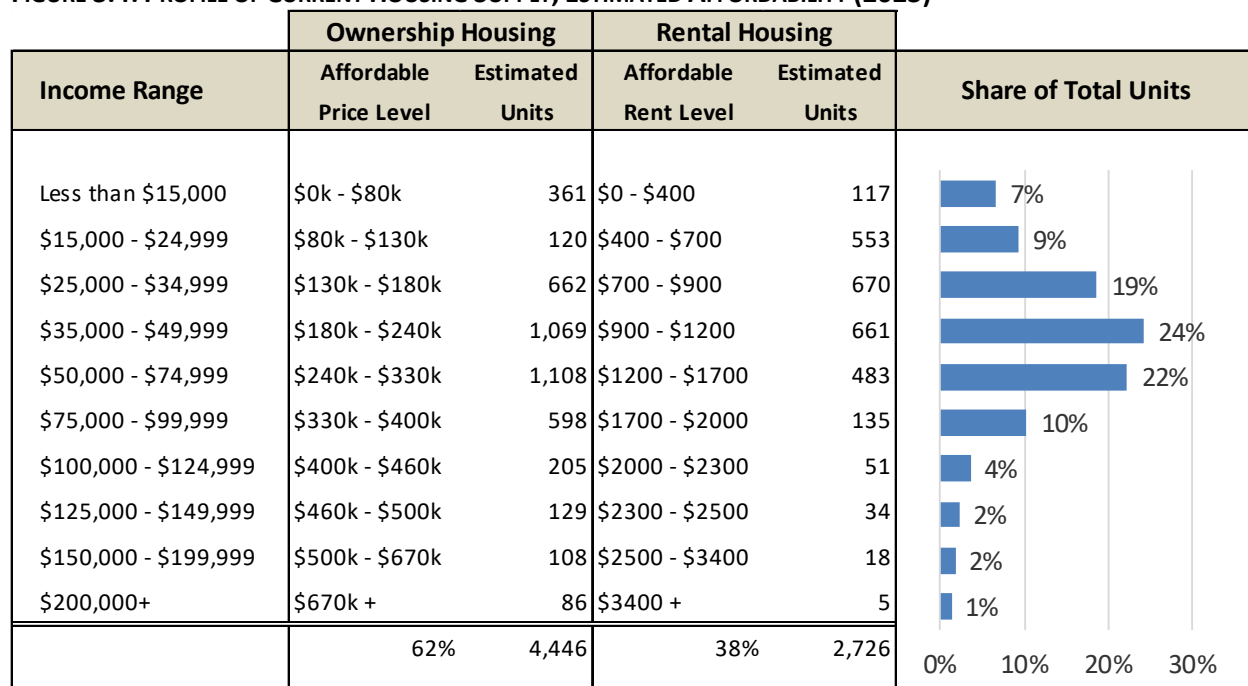 PROFILE OF CURRENT HOUSING SUPPLY, ESTIMATED AFFORDABILITY
Ownership Housing Rental Housing
Income Range Affordable Price Level Estimated Units Affordable Rent Level Estimated Units Share of Total Units
Less than $15,000 $0k - $80k 361 $0 - $400 117 7%
$15,000 - $24,999 $80k - $130k 120 $400 - $700 553 9%
$25,000 - $34,999 $130k - $180k 662 $700 - $900 670 19%
$35,000 - $49,999 $180k - $240k 1,069 $900 - $1200 661 24%
$50,000 - $74,999 $240k - $330k 1,108 $1200 - $1700 483 22%
$75,000 - $99,999 $330k - $400k 598 $1700 - $2000 135 10%
$100,000 - $124,999 $400k - $460k 205 $2000 - $2300 51 4%
$125,000 - $149,999 $460k - $500k 129 $2300 - $2500 34 2%
$150,000 - $199,999 $500k - $670k 108 $2500 - $3400 18 2%
$200,000+ $670k + 86 $3400 + 5 1%
62% 4,446 38% 2,726
0% 10% 20% 30%